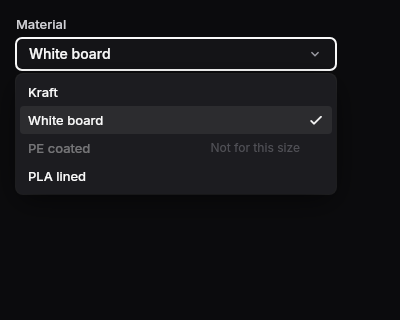 Material
White board
Kraft
White board
PE coated Not for this size
PLA lined